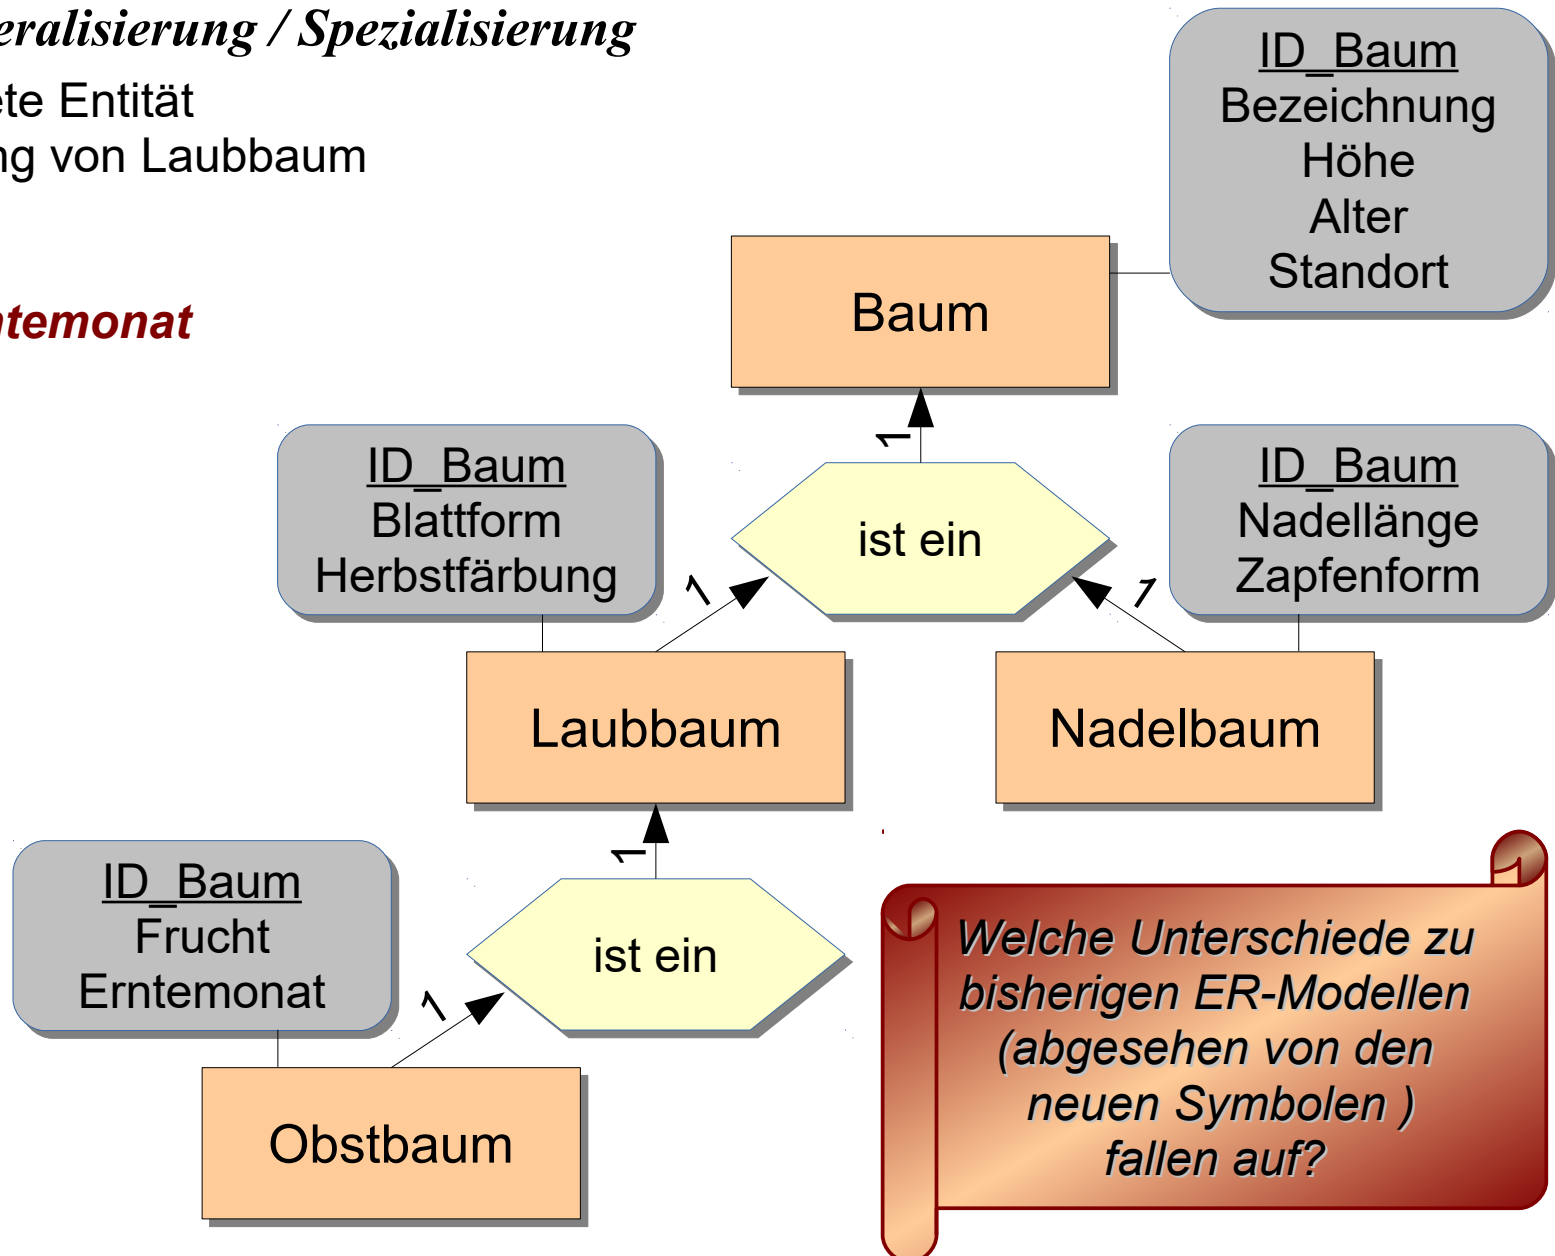 eralisierung / Spezialisierung
ete Entität
ng von Laubbaum
ntemonat
ID_Baum
Bezeichnung
Höhe
Alter
Standort
Baum
1
ID_Baum
Blattform
Herbstfärbung
ist ein
ID_Baum
Nadellänge
Zapfenform
1
1
Laubbaum
Nadelbaum
1
ID_Baum
Frucht
Erntemonat
ist ein
1
Obstbaum
Welche Unterschiede zu
bisherigen ER-Modellen
(abgesehen von den
neuen Symbolen )
fallen auf?